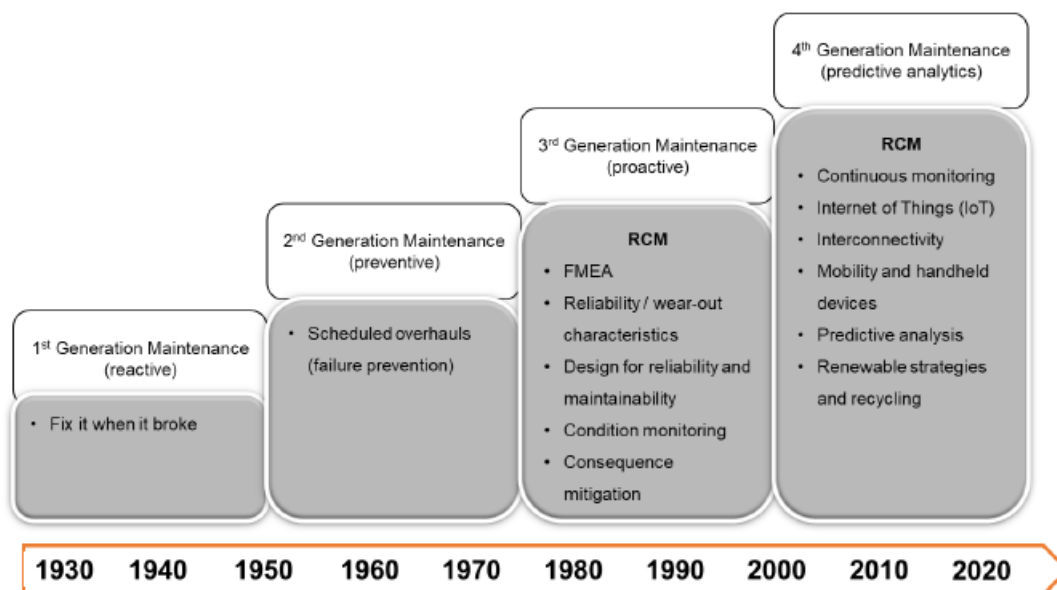 1st Generation Maintenance
(reactive)
• Fix it when it broke
2nd Generation Maintenance
(preventive)
• Scheduled overhauls
(failure prevention)
3rd Generation Maintenance
(proactive)
RCM
• FMEA
• Reliability / wear-out
characteristics
• Design for reliability and
maintainability
• Condition monitoring
• Consequence
mitigation
4th Generation Maintenance
(predictive analytics)
RCM
• Continuous monitoring
• Internet of Things (IoT)
• Interconnectivity
• Mobility and handheld
devices
• Predictive analysis
• Renewable strategies
and recycling
1930 1940 1950 1960 1970 1980 1990 2000 2010 2020